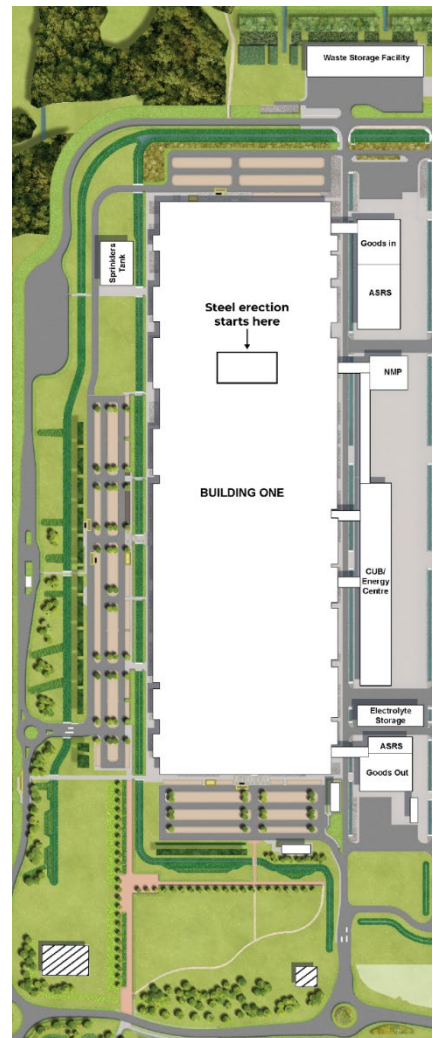 Waste Storage Facility
Goods in
Sprinklers
Tank
ASRS
Steel erection
starts here
NMP
BUILDING ONE
CUB/
Energy
Centre
Electrolyte
Storage
ASRS
Goods Out